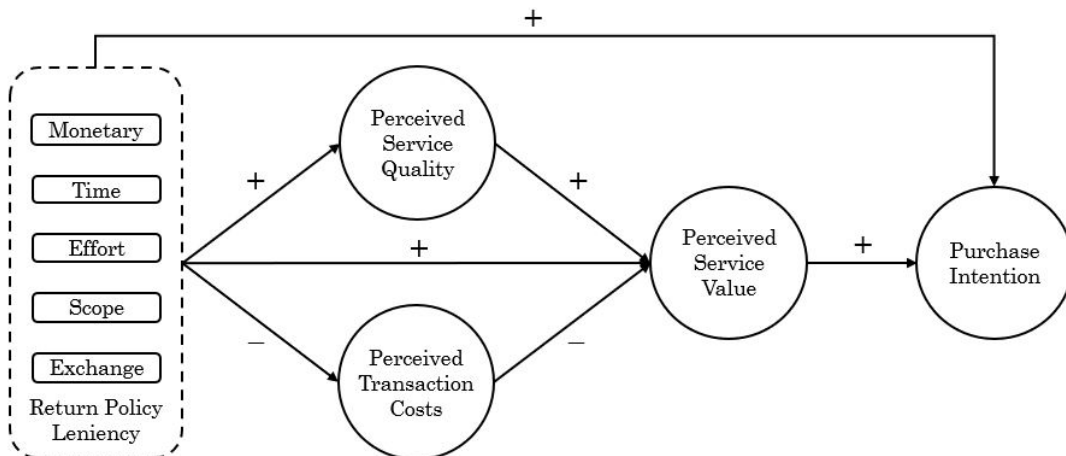 +
Monetary
Time
Effort
Scope
Exchange
Return Policy
Leniency
+
+
−
Perceived
Service
Quality
Perceived
Transaction
Costs
+
−
Perceived
Service
Value
+
Purchase
Intention